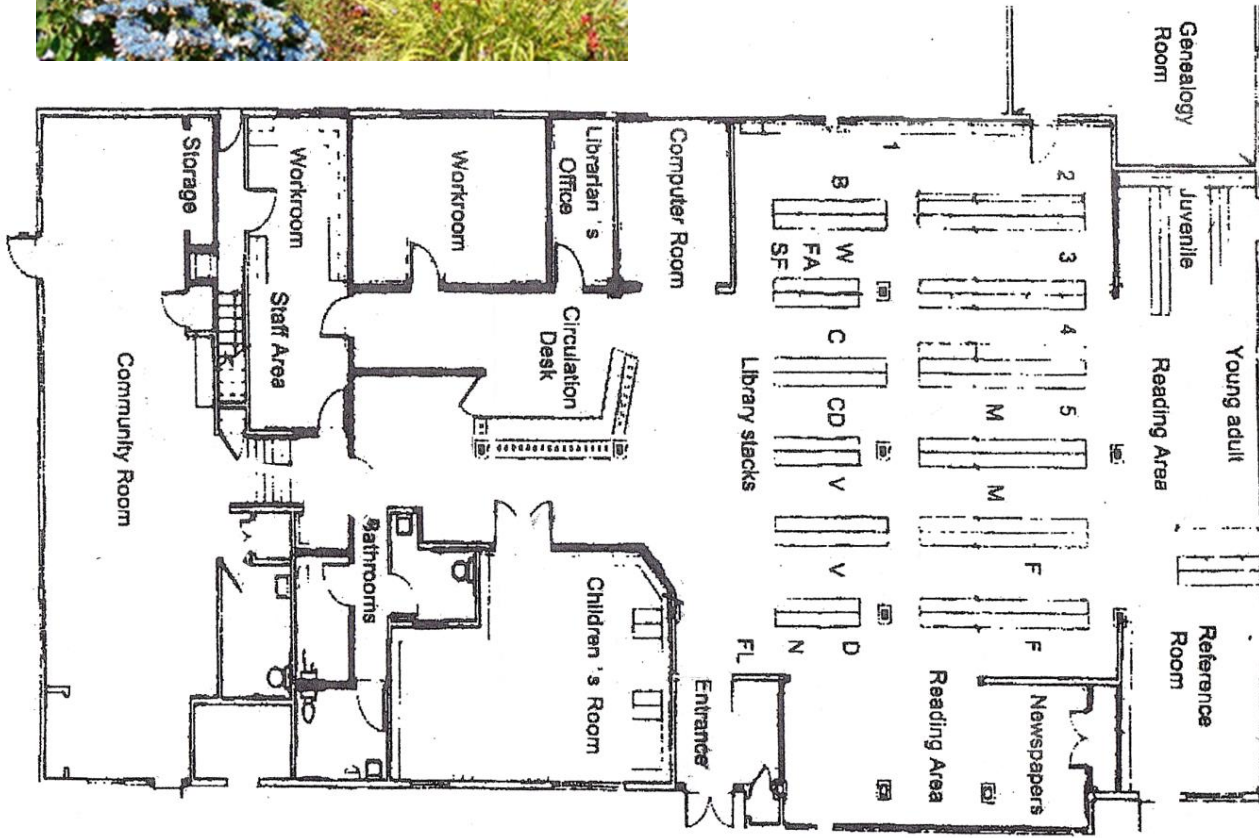 Young adult
Genealogy
Room
Juvenile
Reading Area
Reference
Room
2
3
4
5
M
M
F
F
Newspapers
Reading Area
1
B
W
C
CD
V
V
D
FA
SF
N
Library stacks
FL
Computer Room
Entrance
Librarian 's
Office
Circulation
Desk
Children 's Room
Workroom
Bathrooms
Workroom
Staff Area
Storage
Community Room